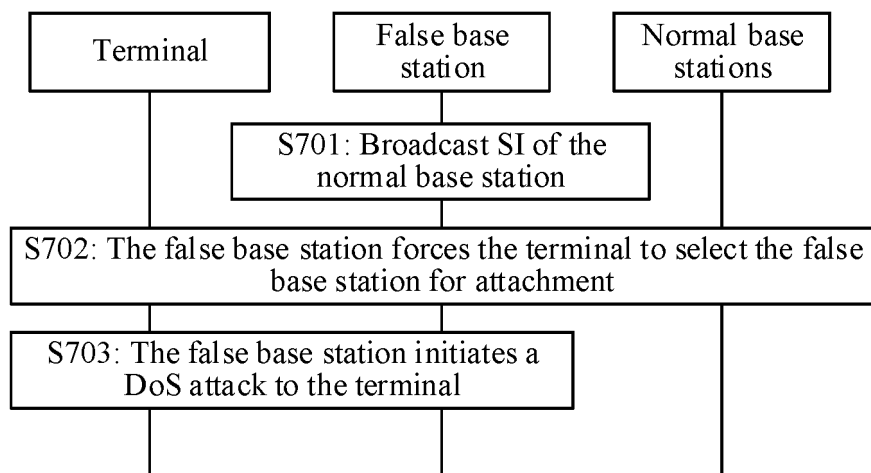 Terminal
False base
station
Normal base
stations
S701: Broadcast SI of the
normal base station
S702: The false base station forces the terminal to select the false
base station for attachment
S703: The false base station initiates a
DoS attack to the terminal